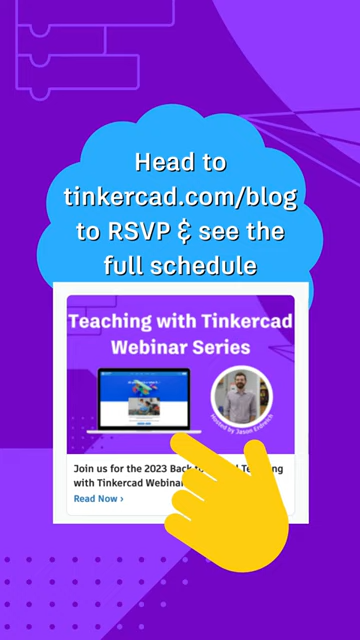 Head to
tinkercad.com/blog
to RSVP & see the
full schedule
Teaching with Tinkercad
Webinar Series
Hosted by Jason Erdreich
Join us for the 2023 Back
with Tinkercad Webinar
Read Now ›